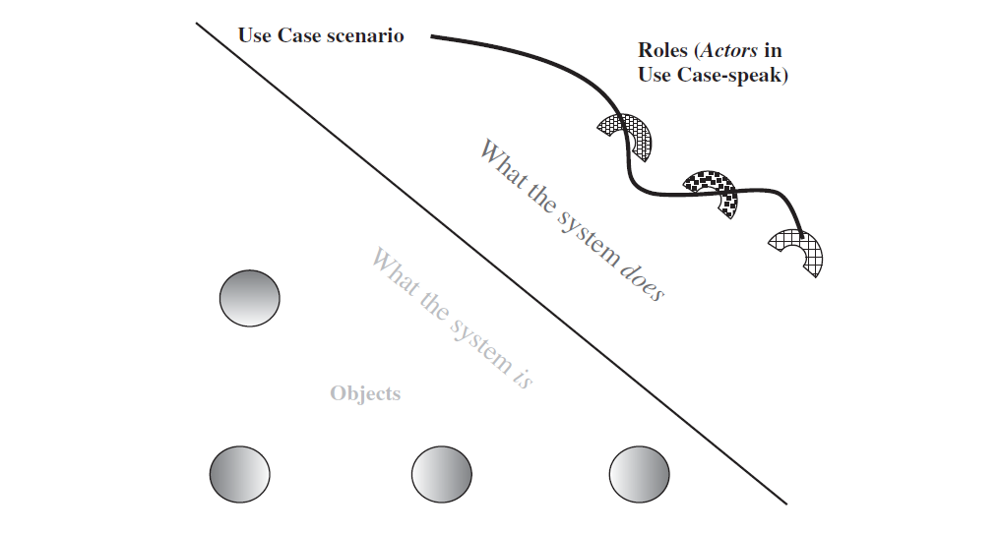 Use Case scenario
Roles (Actors in
Use Case-speak)
What the system does
What the system is
Objects